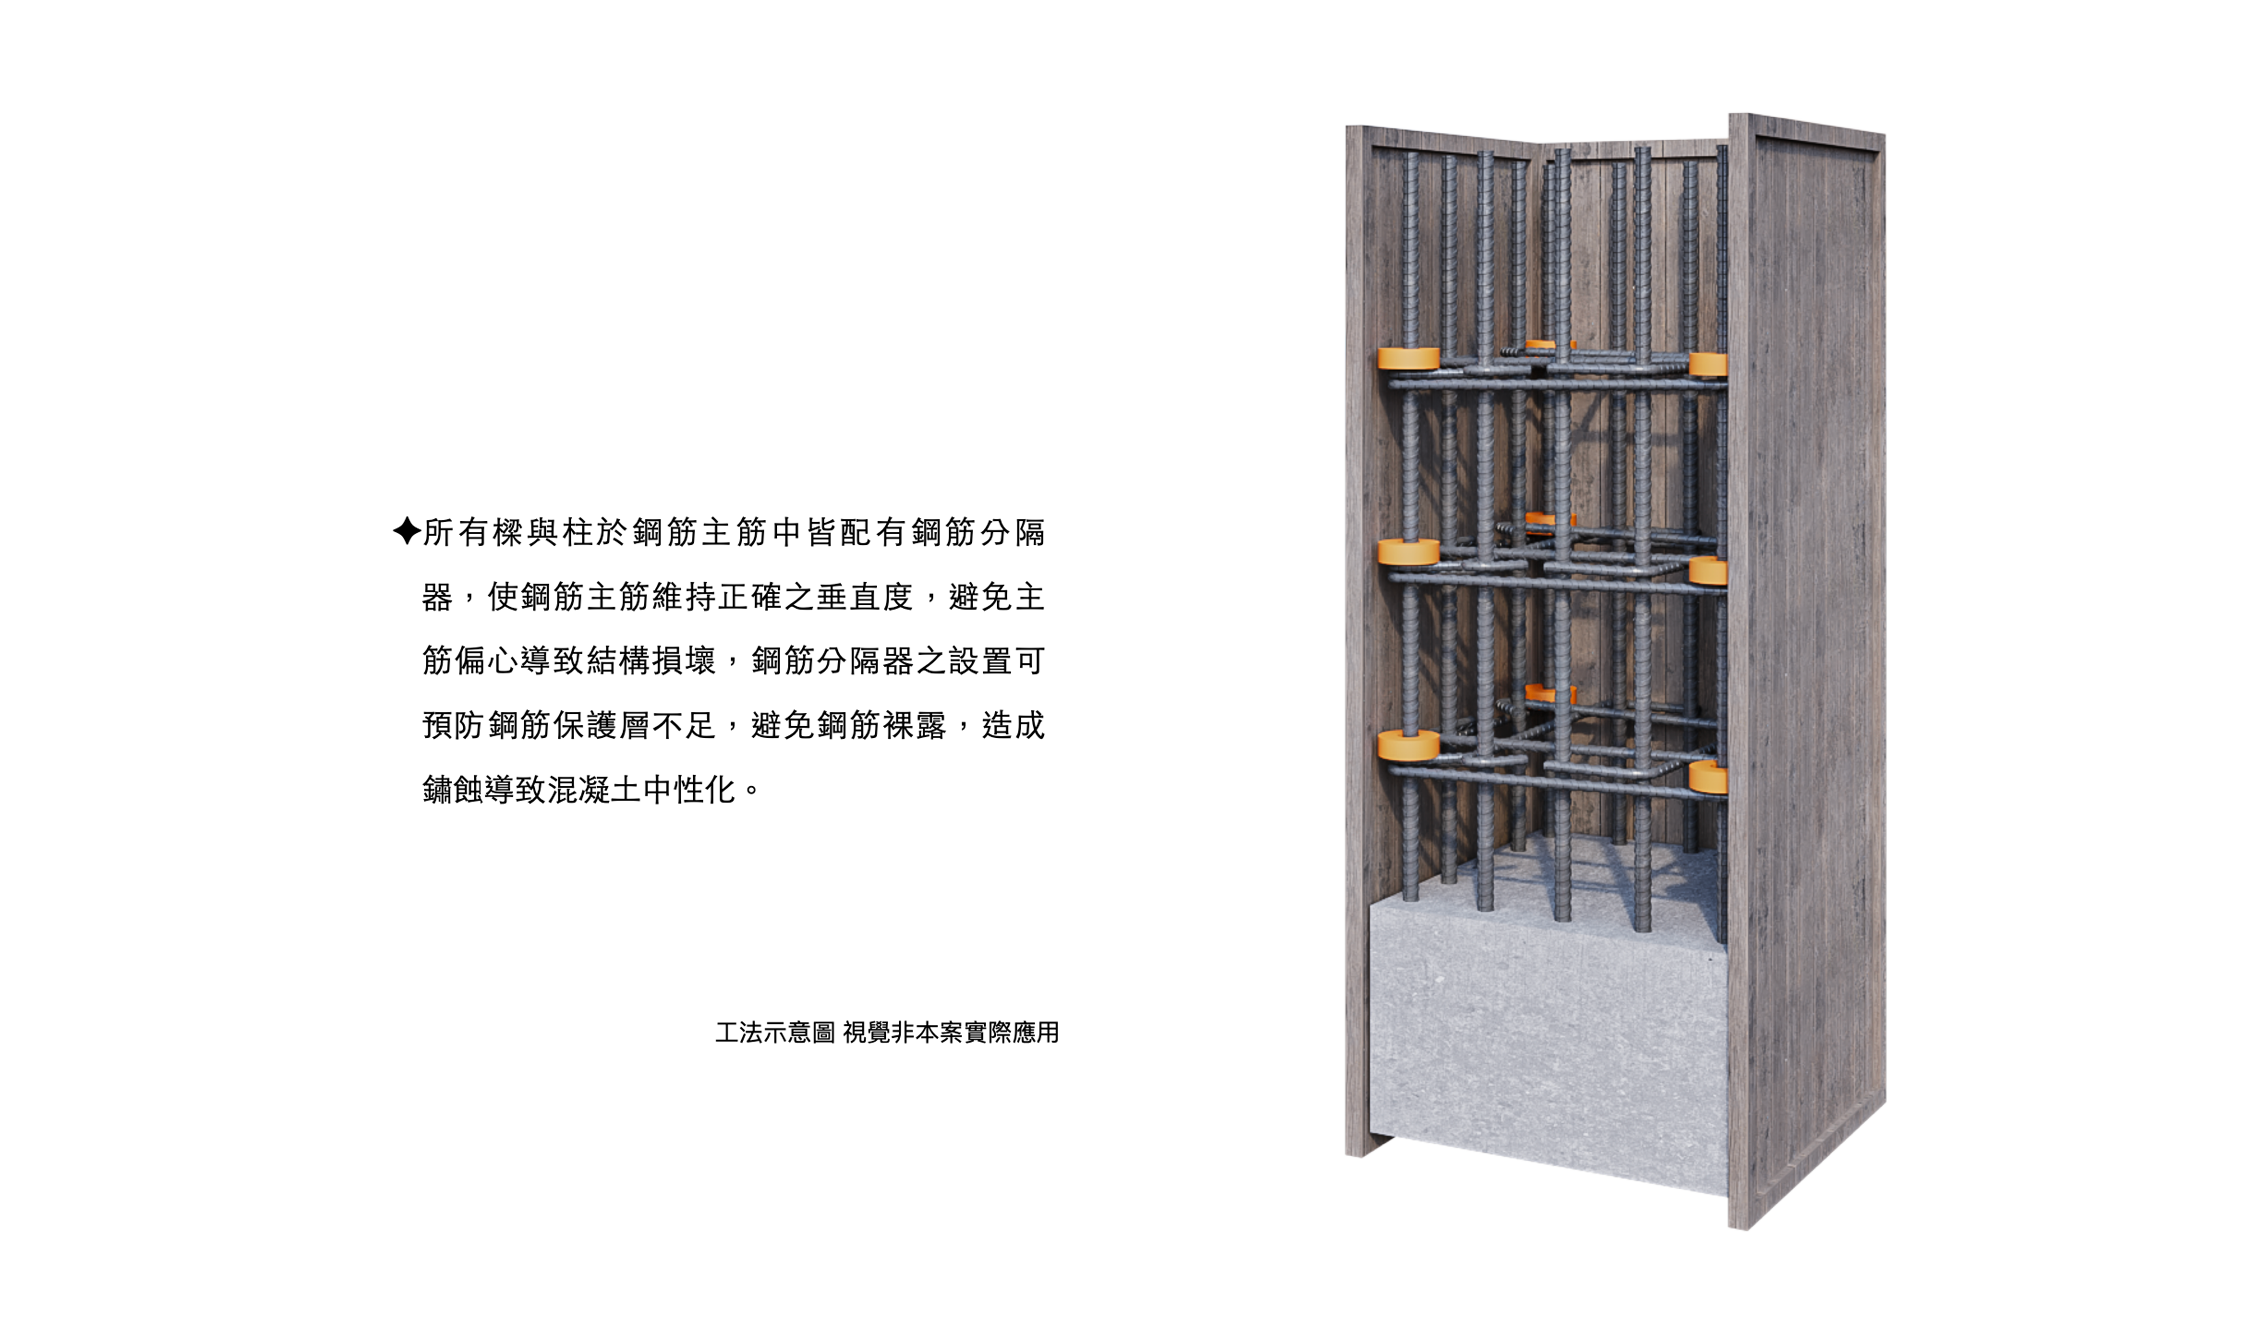 ✦所有樑與柱於鋼筋主筋中皆配有鋼筋分隔
器，使鋼筋主筋維持正確之垂直度，避免主
筋偏心導致結構損壞，鋼筋分隔器之設置可
預防鋼筋保護層不足，避免鋼筋裸露，造成
鏽蝕導致混凝土中性化。
工法示意圖 視覺非本案實際應用